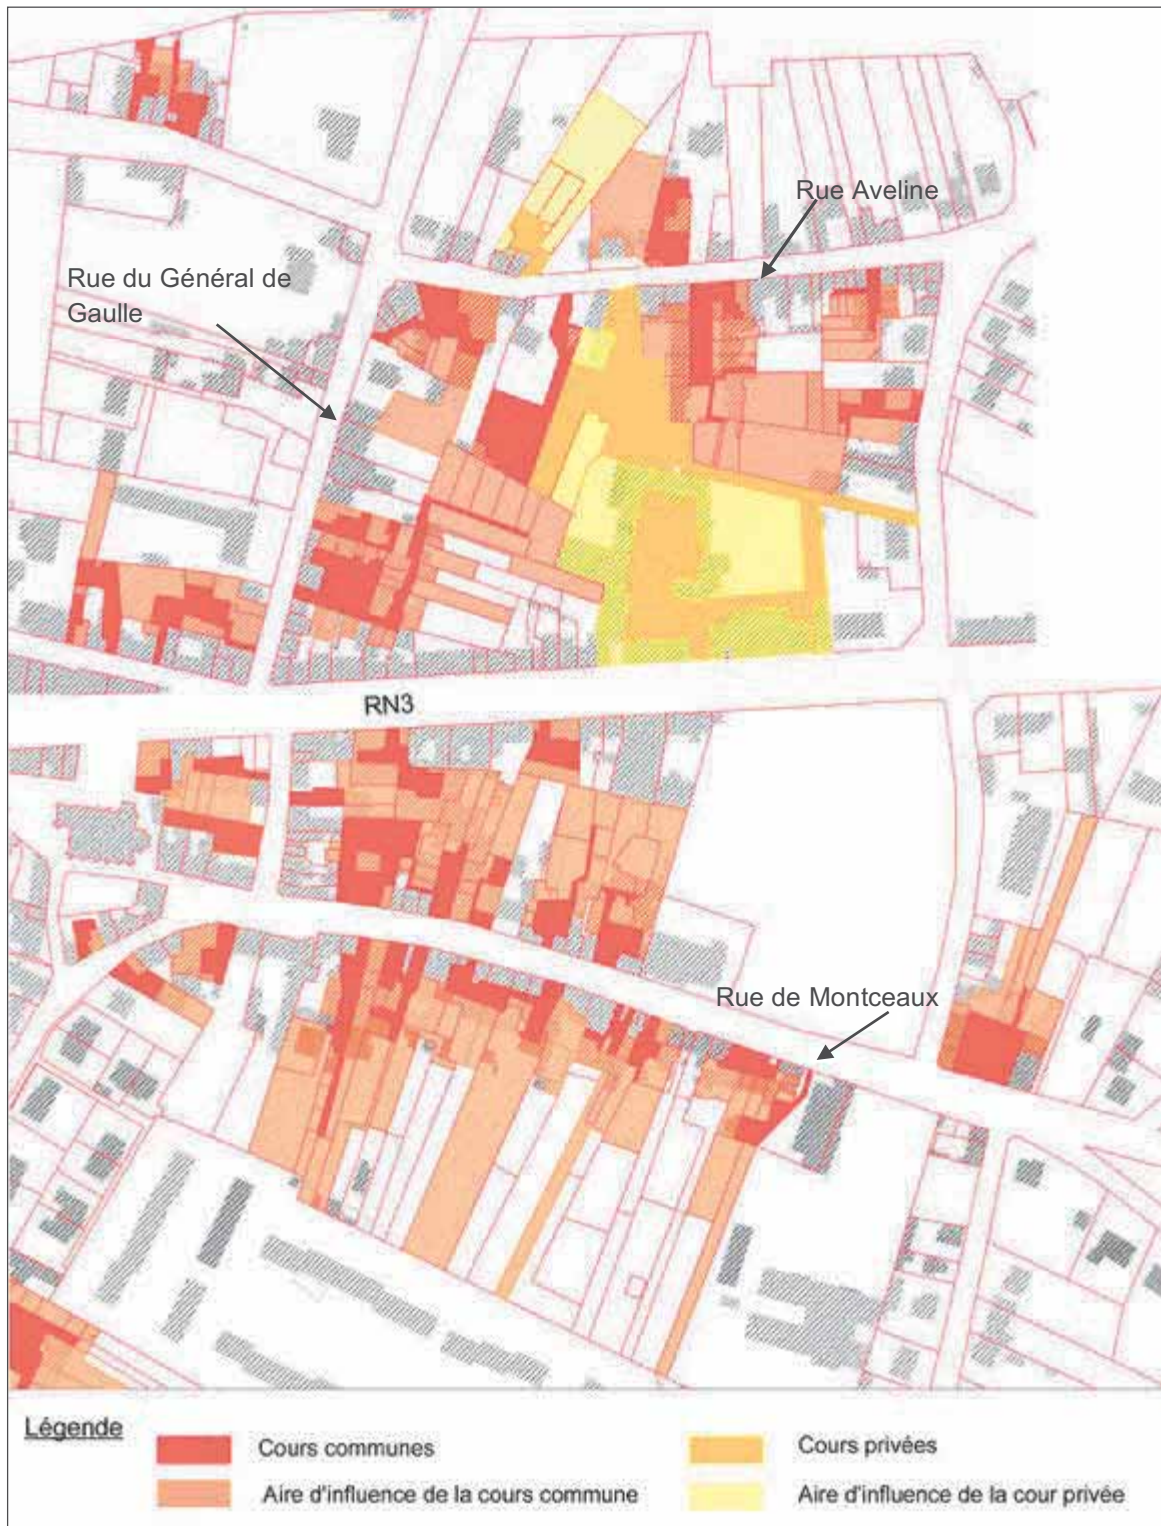 Rue Aveline
Rue du Général de
Gaulle
RN3
Rue de Montceaux
Légende
Cours communes
Aire d'influence de la cours commune
Cours privées
Aire d'influence de la cour privée